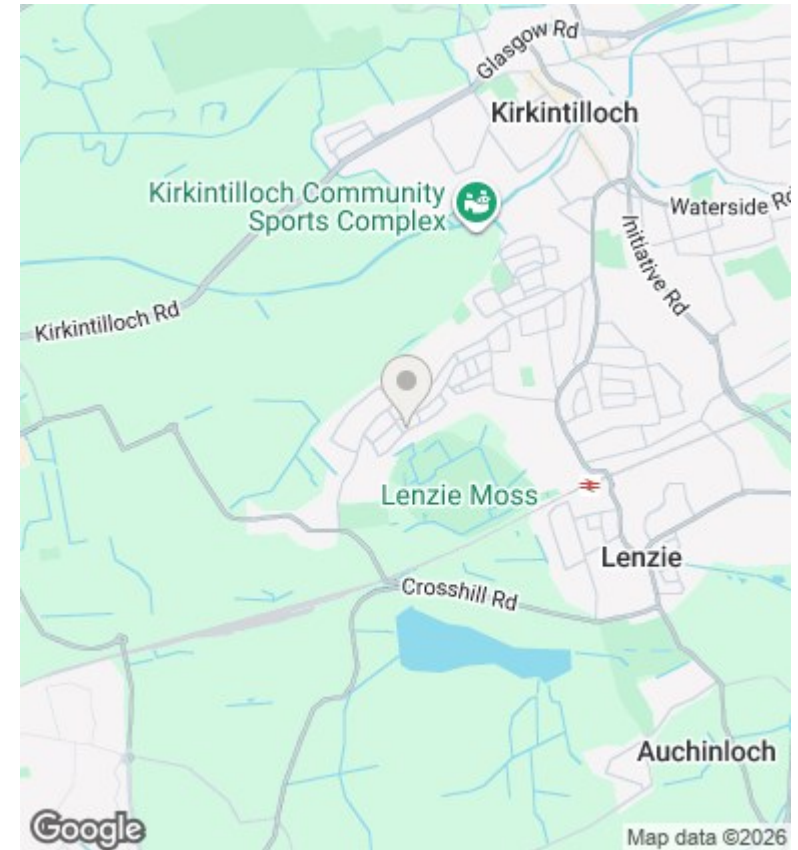 Glasgow Rd
Kirkintilloch
Kirkintilloch Community
Sports Complex
Waterside Rd
Initiative Rd
Kirkintilloch Rd
Lenzie Moss
Lenzie
Crosshill Rd
Auchinloch
Google
Map data ©2026